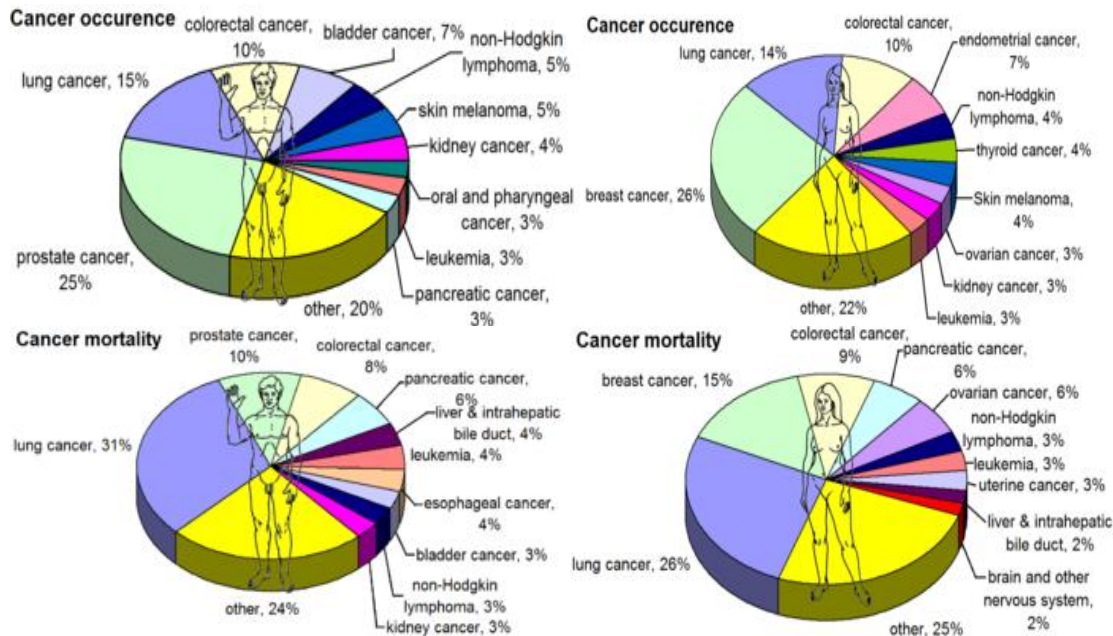 Cancer occurence
colorectal cancer,
10%
bladder cancer, 7%
non-Hodgkin
lymphoma, 5%
lung cancer, 15%
skin melanoma, 5%
kidney cancer, 4%
oral and pharyngeal
cancer, 3%
leukemia, 3%
pancreatic cancer,
3%
other, 20%
prostate cancer,
25%
Cancer occurence
colorectal cancer,
10%
lung cancer, 14%
endometrial cancer,
7%
non-Hodgkin
lymphoma, 4%
thyroid cancer, 4%
Skin melanoma,
4%
ovarian cancer, 3%
kidney cancer, 3%
leukemia, 3%
other, 22%
breast cancer, 26%
Cancer mortality
prostate cancer,
10%
colorectal cancer,
8%
pancreatic cancer,
6%
liver & intrahepatic
bile duct, 4%
leukemia, 4%
esophageal cancer,
4%
bladder cancer, 3%
non-Hodgkin
lymphoma, 3%
kidney cancer, 3%
other, 24%
lung cancer, 31%
Cancer mortality
colorectal cancer,
9%
pancreatic cancer,
6%
breast cancer, 15%
ovarian cancer, 6%
non-Hodgkin
lymphoma, 3%
leukemia, 3%
uterine cancer, 3%
liver & intrahepatic
bile duct, 2%
brain and other
nervous system,
2%
other, 25%
lung cancer, 26%